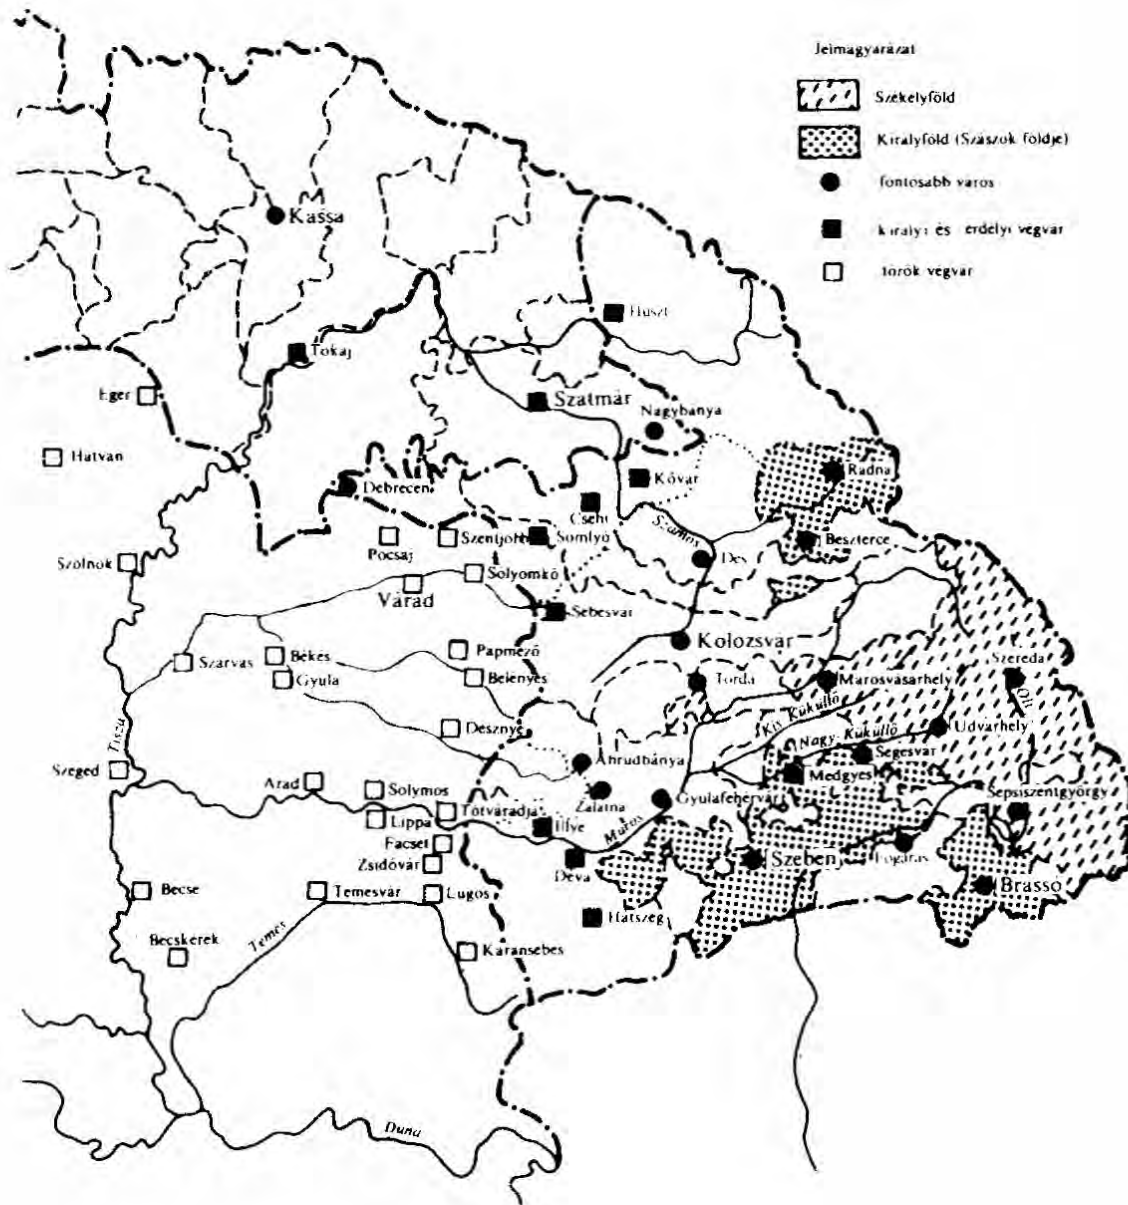 Jelmagyarázat
Székelyföld
Királyföld (Szászok földje)
fontosabb város
királyi és erdélyi végvár
török végvár
Kassa
Huszt
Tokaj
Eger
Szatmár
Nagybánya
Hatvan
Radna
Kővár
Debrecen
Csehi
Szamos
Pocsaj
Szentjobb
Somlyó
Beszterce
Dés
Szolnok
Solyomkő
Várad
Sebesvár
Kolozsvár
Szarvas
Békés
Papmező
Szereda
Gyula
Belényes
Torda
Marosvásárhely
Olt
Kis Küküllő
Tisza
Desznye
Nagy-Küküllő
Udvarhely
Segesvár
Abrudbánya
Szeged
Arad
Solymos
Medgyes
Zalatna
Gyulafehérvár
Sepsiszentgyörgy
Lippa
Tótváradja
Illye
Maros
Facset
Zsidóvár
Déva
Szeben
Fogaras
Becse
Temesvár
Lugos
Brassó
Hátszeg
Temes
Becskerek
Karánsebes
Duna